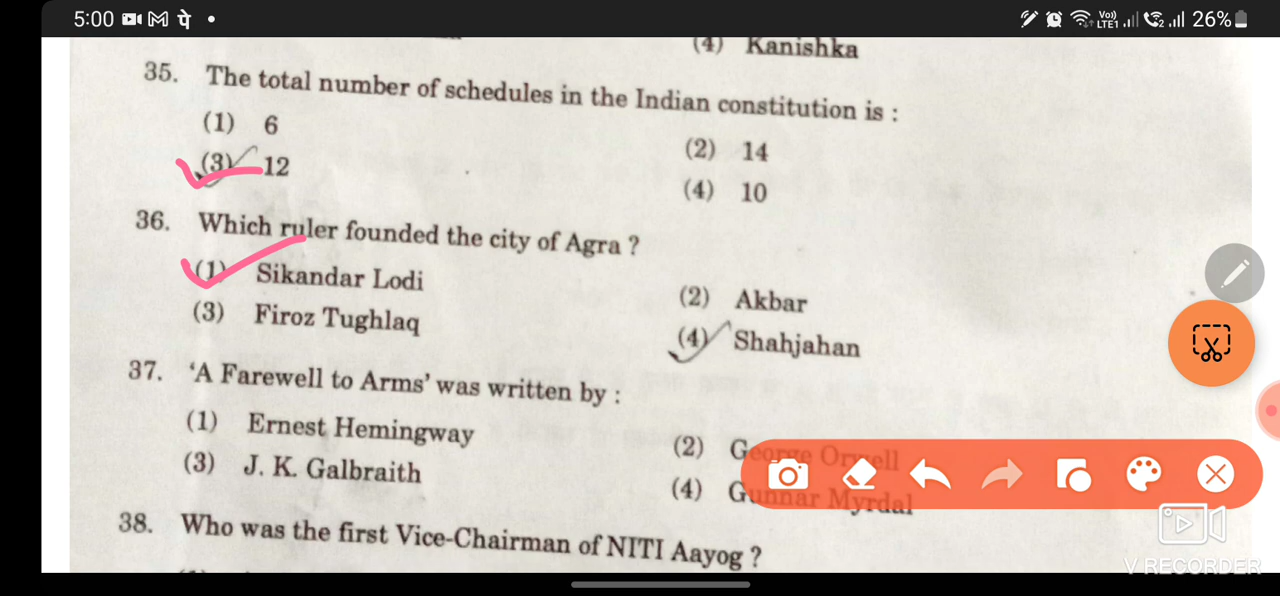 5:00 पे 26%
Vo) LTE1
(4) Kanishka
35. The total number of schedules in the Indian constitution is :
(1) 6
(2) 14
(3) 12
(4) 10
36. Which ruler founded the city of Agra ?
(1) Sikandar Lodi
(2) Akbar
(3) Firoz Tughlaq
(4) Shahjahan
37. 'A Farewell to Arms' was written by :
(1) Ernest Hemingway
(2) George Orwell
(3) J. K. Galbraith
(4) Gunnar Myrdal
38. Who was the first Vice-Chairman of NITI Aayog ?
V RECORDER